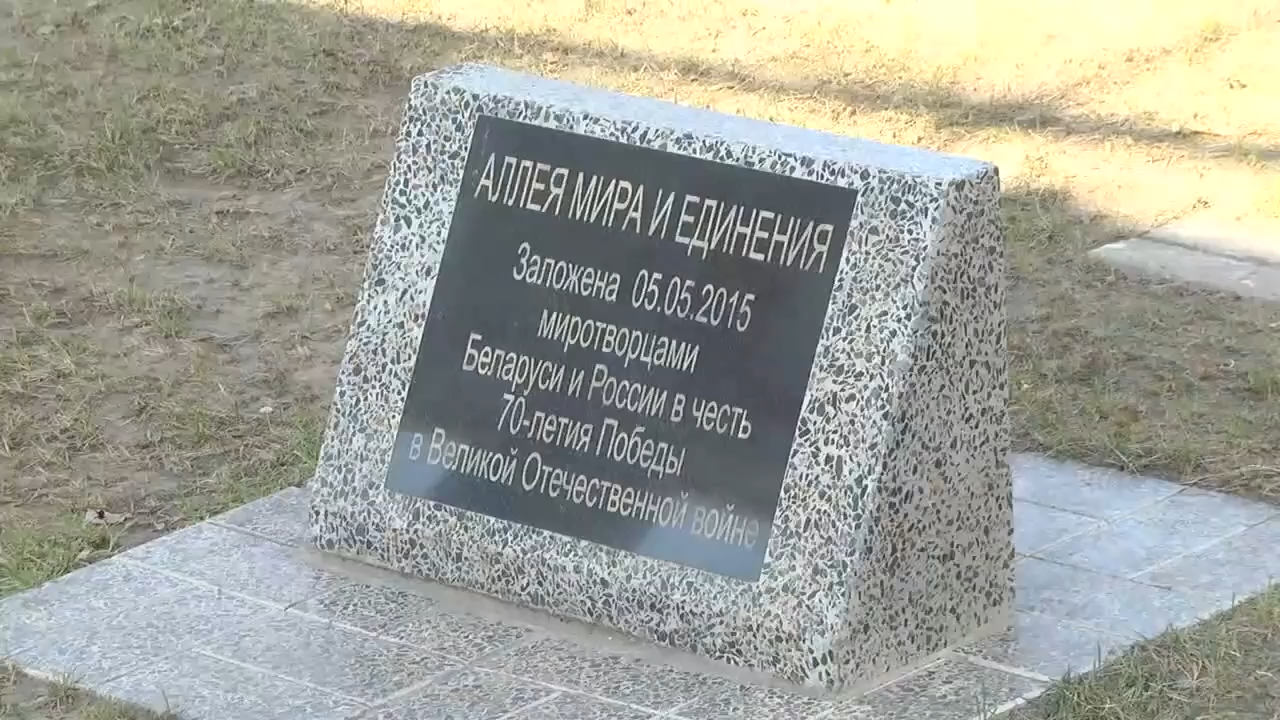 АЛЛЕЯ МИРА И ЕДИНЕНИЯ
Заложена 05.05.2015
миротворцами
Беларуси и России в честь
70-летия Победы
в Великой Отечественной войне